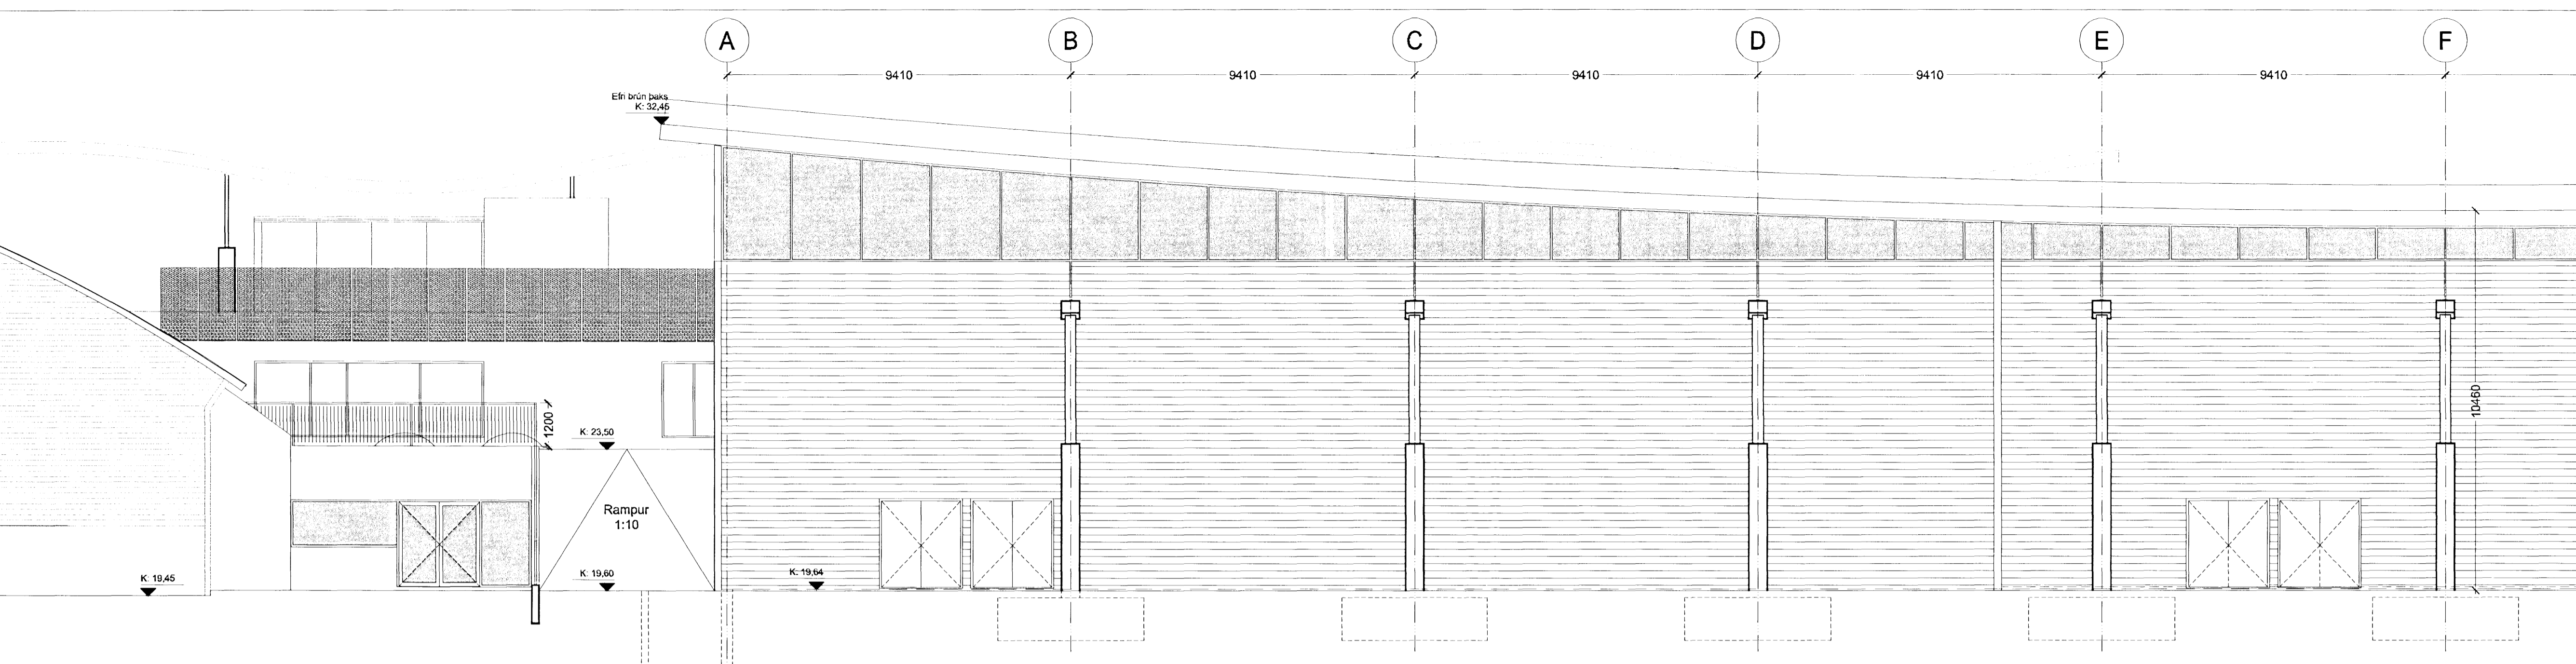 A
B
C
D
E
F
9410
9410
9410
9410
9410
Efri brún þaks
K: 32,45
1200
K: 23,50
10460
Rampur
1:10
K: 19,45
K: 19,60
K: 19,64